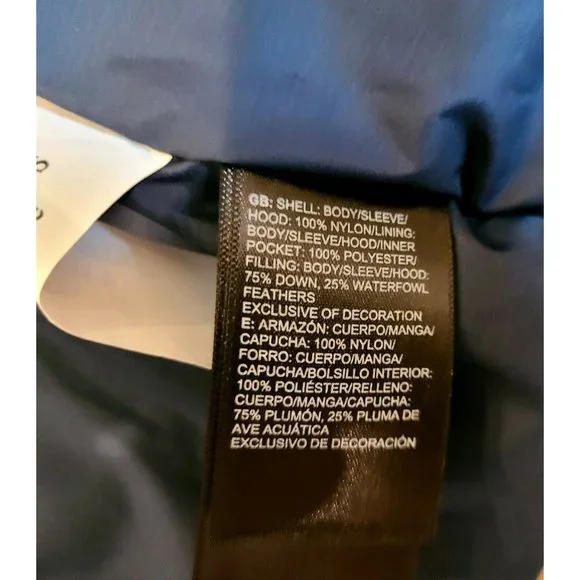 GB: SHELL: BODY/SLEEVE/
HOOD: 100% NYLON/LINING:
BODY/SLEEVE/HOOD/INNER
POCKET: 100% POLYESTER/
FILLING: BODY/SLEEVE/HOOD:
75% DOWN, 25% WATERFOWL
FEATHERS
EXCLUSIVE OF DECORATION
E: ARMAZÓN: CUERPO/MANGA/
CAPUCHA: 100% NYLON/
FORRO: CUERPO/MANGA/
CAPUCHA/BOLSILLO INTERIOR:
100% POLIÉSTER/RELLENO:
CUERPO/MANGA/CAPUCHA:
75% PLUMÓN, 25% PLUMA DE
AVE ACUÁTICA
EXCLUSIVO DE DECORACIÓN